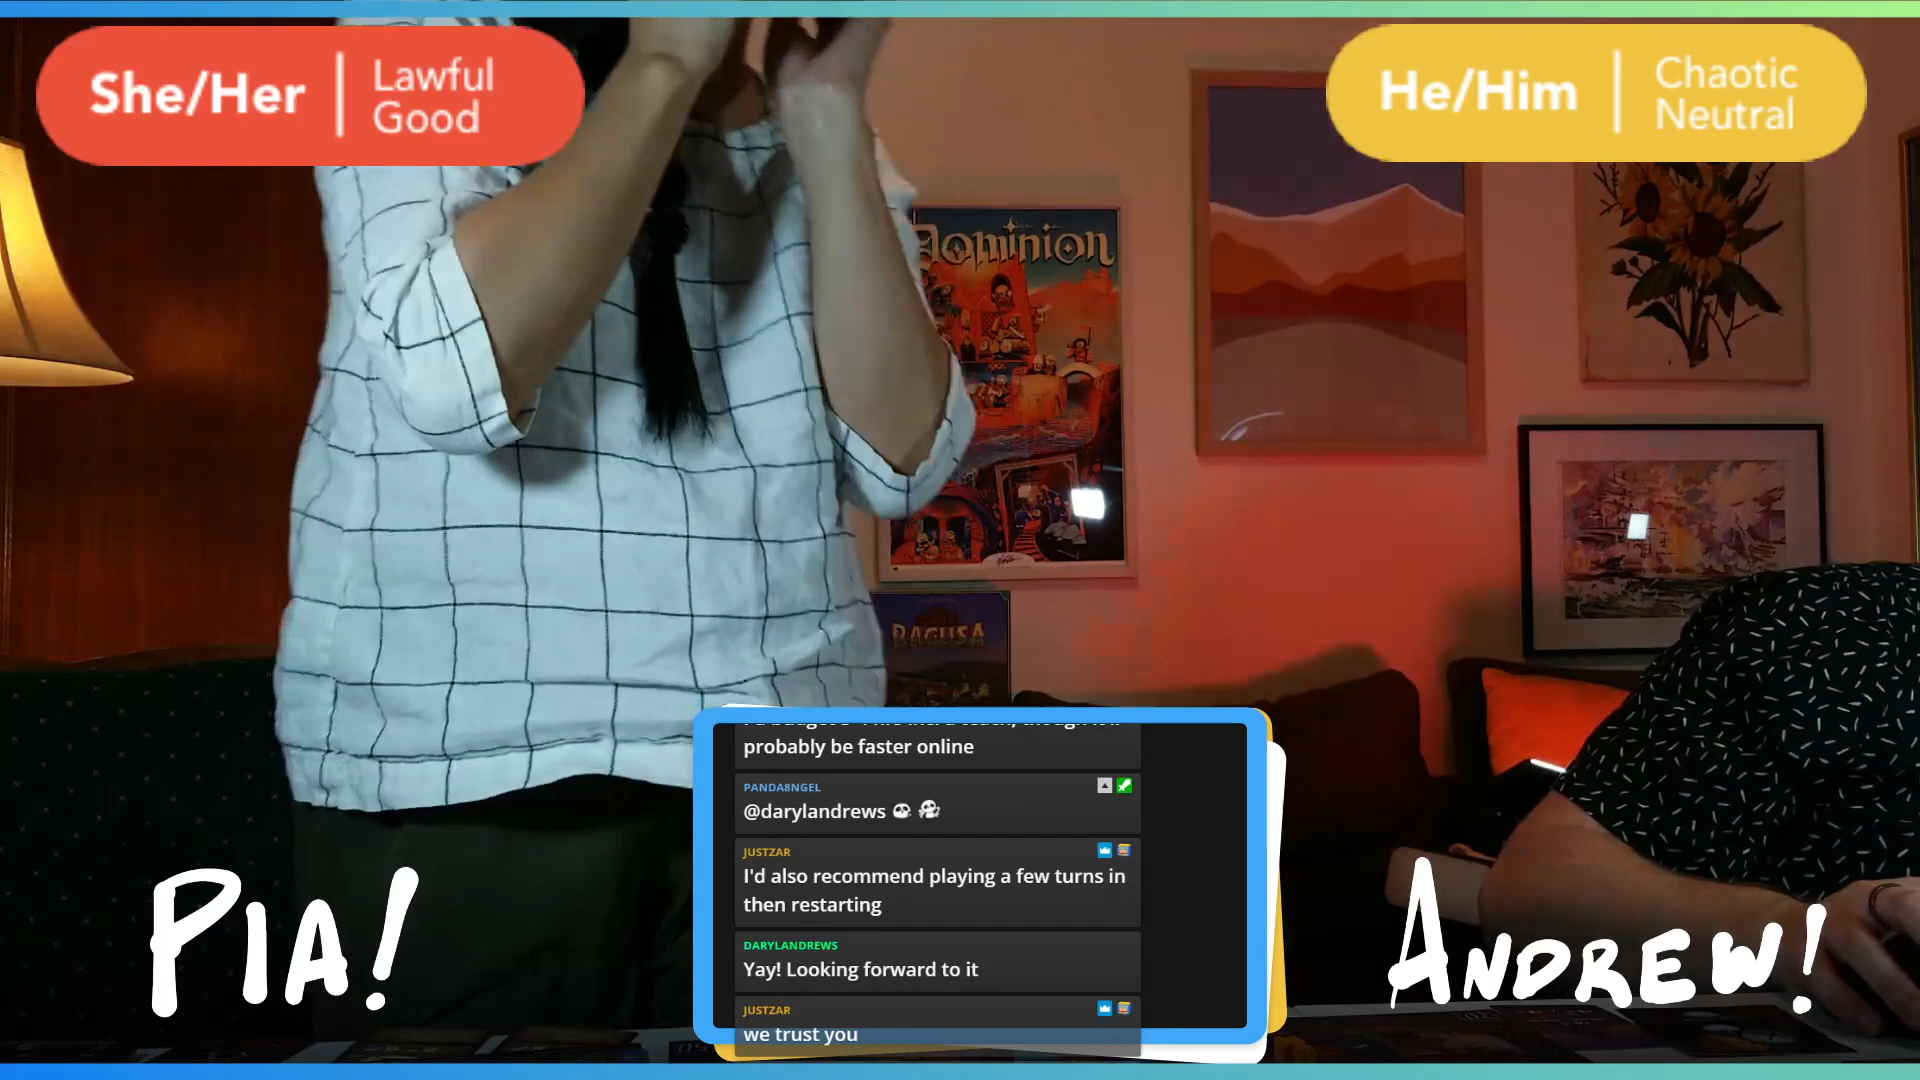 She/Her
Lawful
Good
He/Him
Chaotic
Neutral
Dominion
RAGUSA
probably be faster online
PANDA8NGEL
@darylandrews
JUSTZAR
I'd also recommend playing a few turns in
then restarting
DARYLANDREWS
Yay! Looking forward to it
JUSTZAR
we trust you
PIA!
ANDREW!